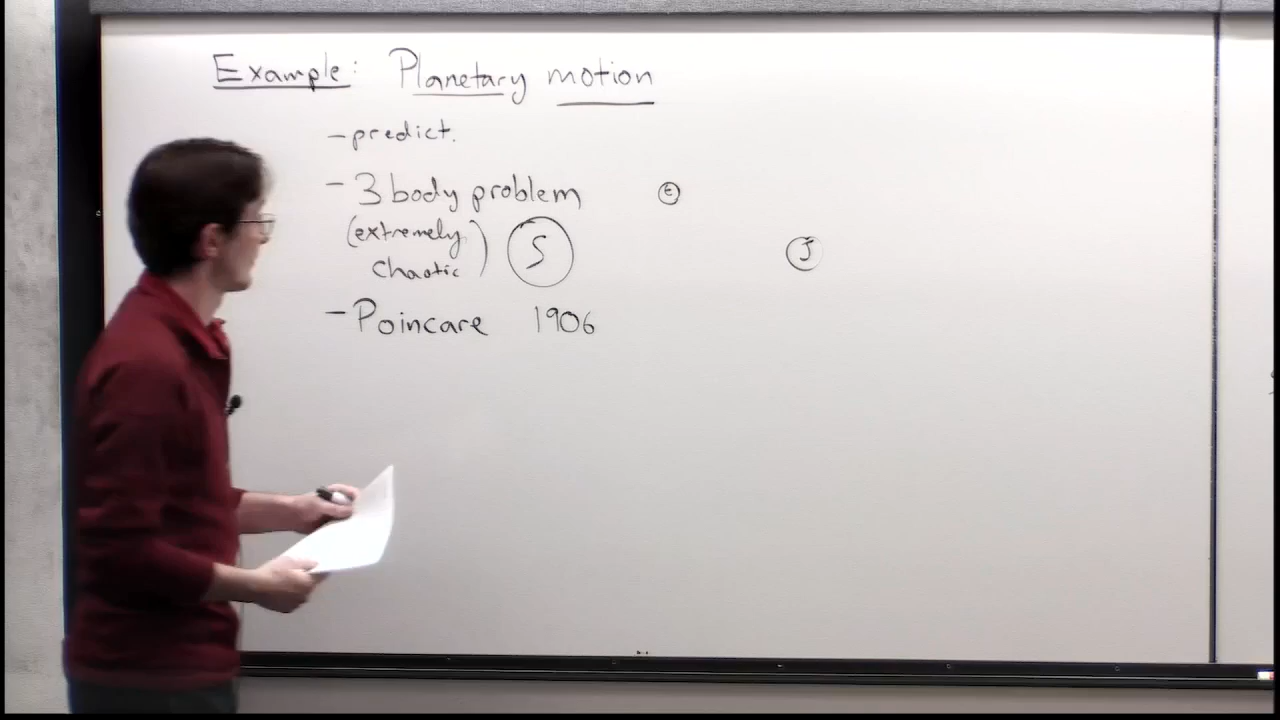 Example: Planetary motion
-predict.
-3 body problem
(extremely chaotic)
E
S
J
-Poincare 1906